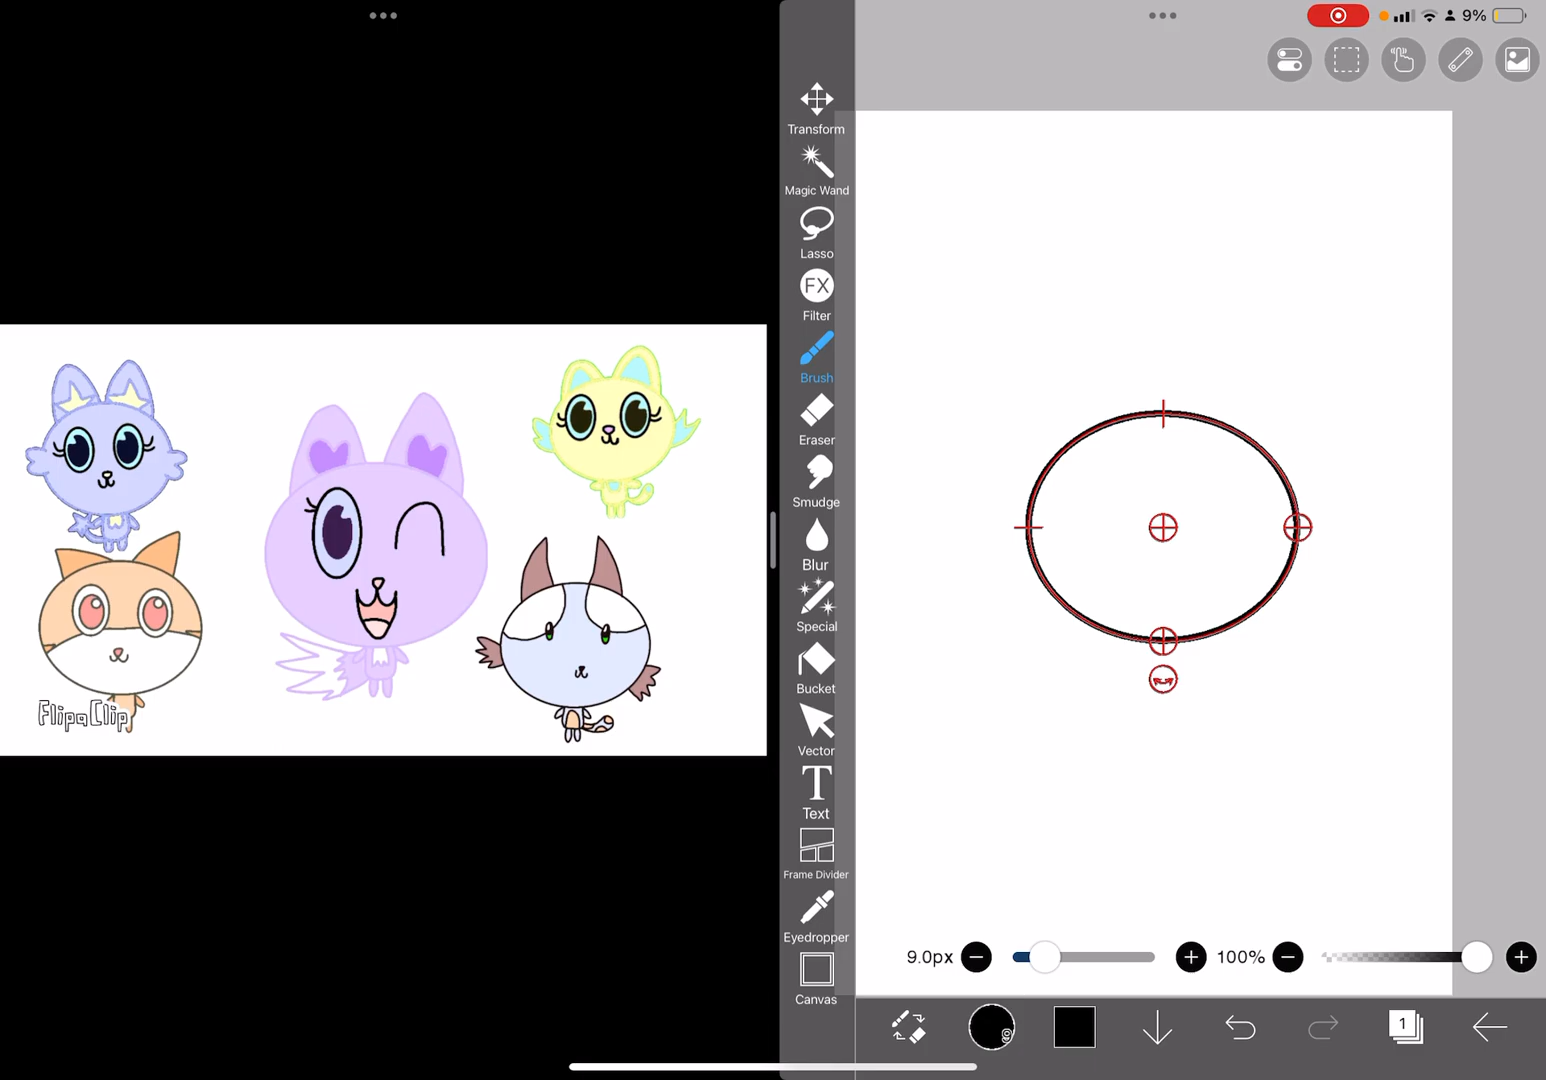 9%
Transform
Magic Wand
Lasso
FX
Filter
Brush
Eraser
Smudge
Blur
Special
Bucket
Vector
T
Text
Frame Divider
Eyedropper
Canvas
FlipaClip
9.0px
100%
1